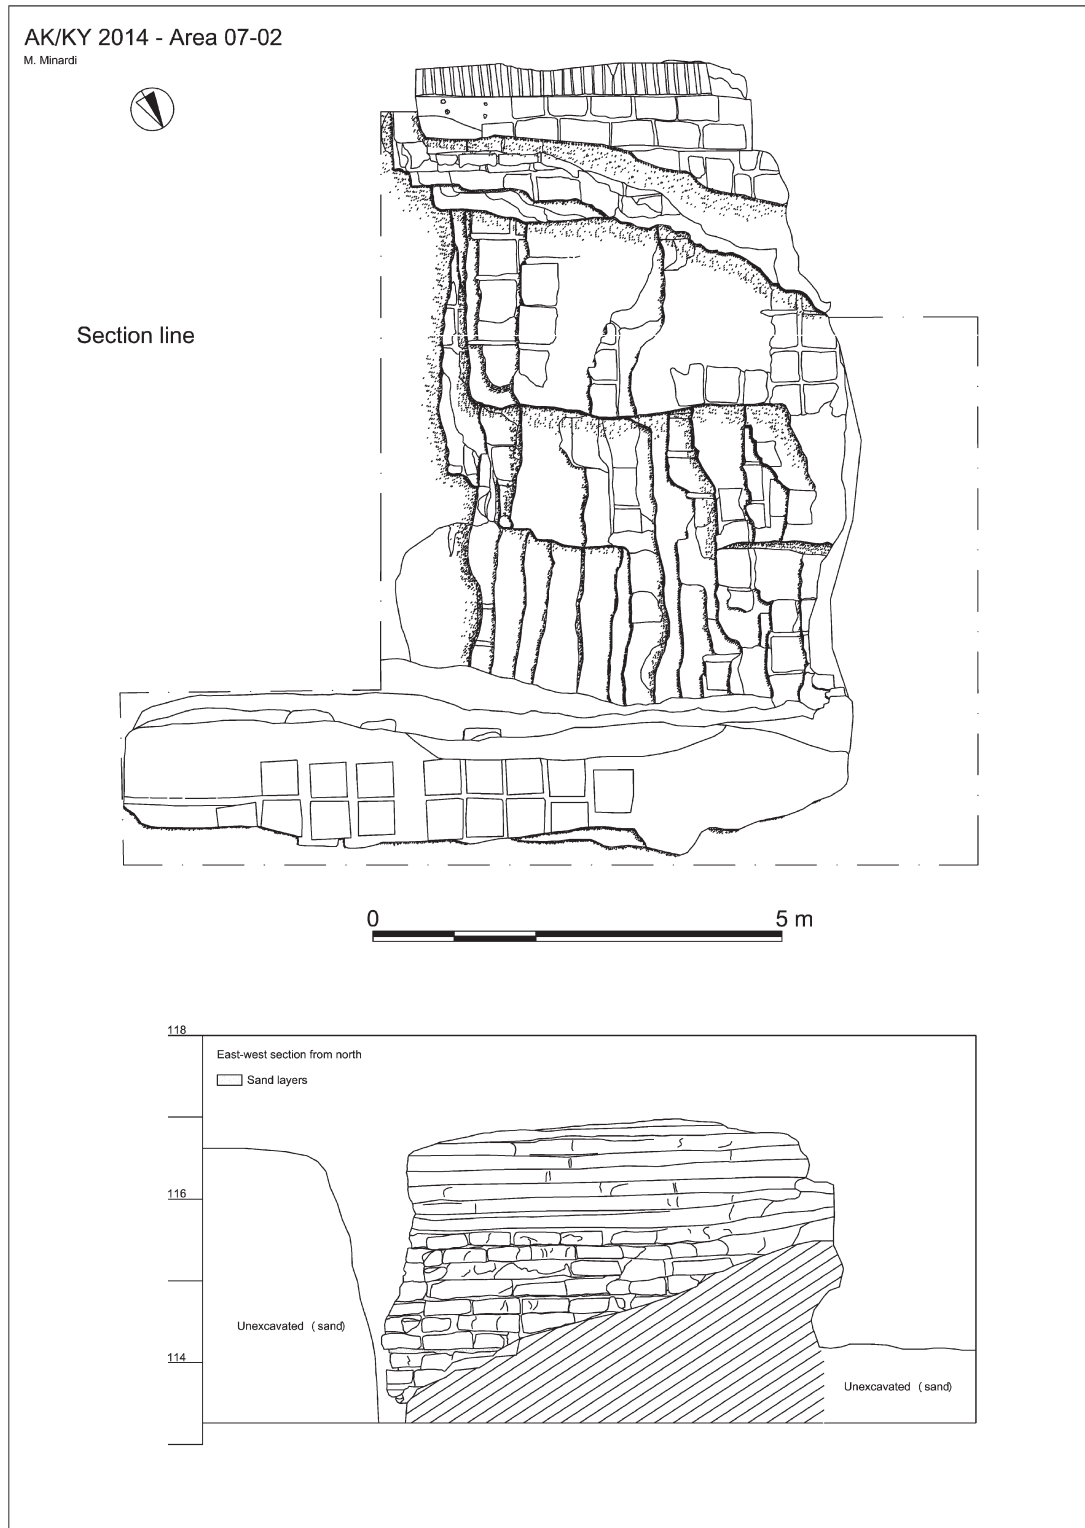 AK/KY 2014 - Area 07-02
M. Minardi
Section line
0 5 m
118
East-west section from north
Sand layers
116
Unexcavated (sand)
114
Unexcavated (sand)